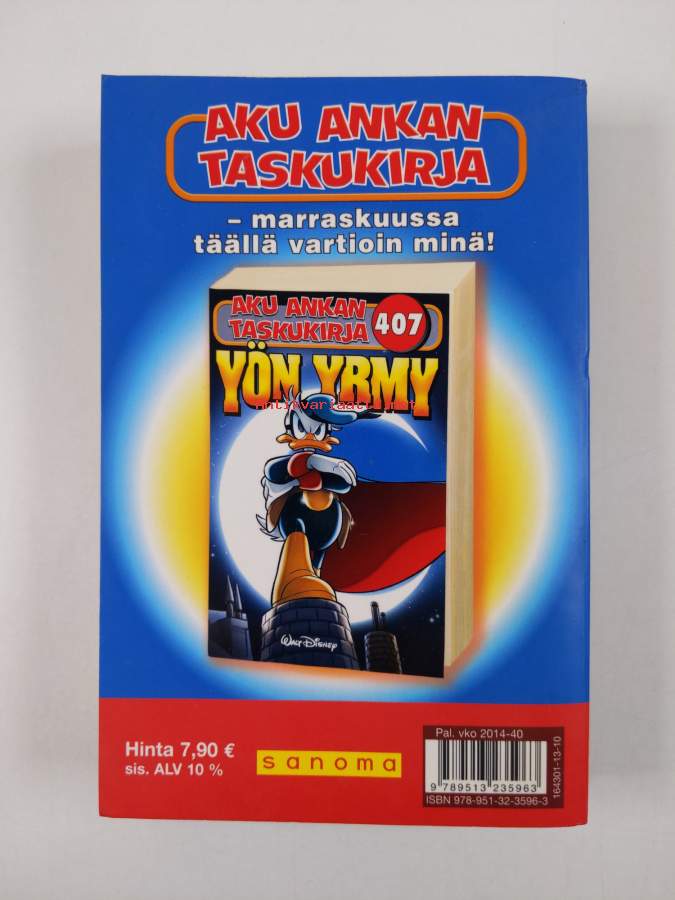 AKU ANKAN
TASKUKIRJA
– marraskuussa
täällä vartioin minä!
AKU ANKAN
TASKUKIRJA
407
YÖN YRMY
antikvariaattimet
WALT DISNEY
Hinta 7,90 €
sis. ALV 10 %
sanoma
Pal. vko 2014-40
9 789513 235963
ISBN 978-951-32-3596-3
164301-13-10